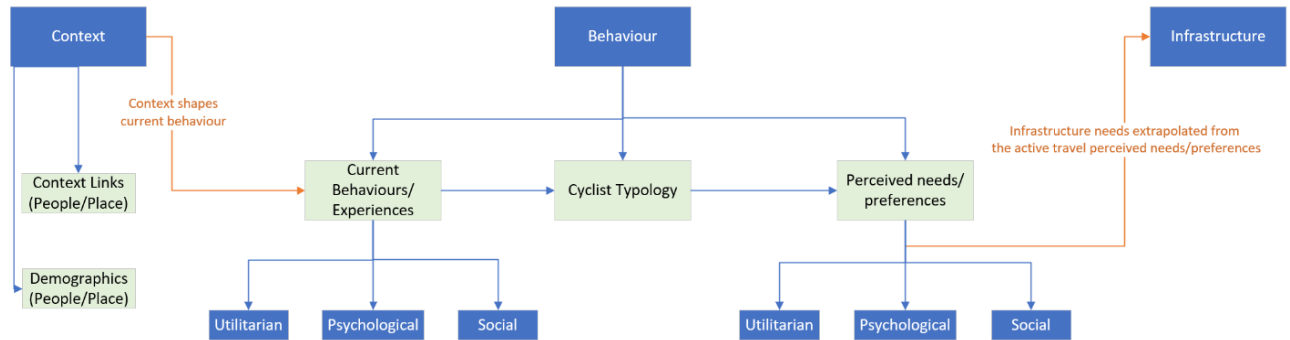 Context
Behaviour
Infrastructure
Context shapes
current behaviour
Infrastructure needs extrapolated from
the active travel perceived needs/preferences
Context Links
(People/Place)
Current
Behaviours/
Experiences
Cyclist Typology
Perceived needs/
preferences
Demographics
(People/Place)
Utilitarian
Psychological
Social
Utilitarian
Psychological
Social